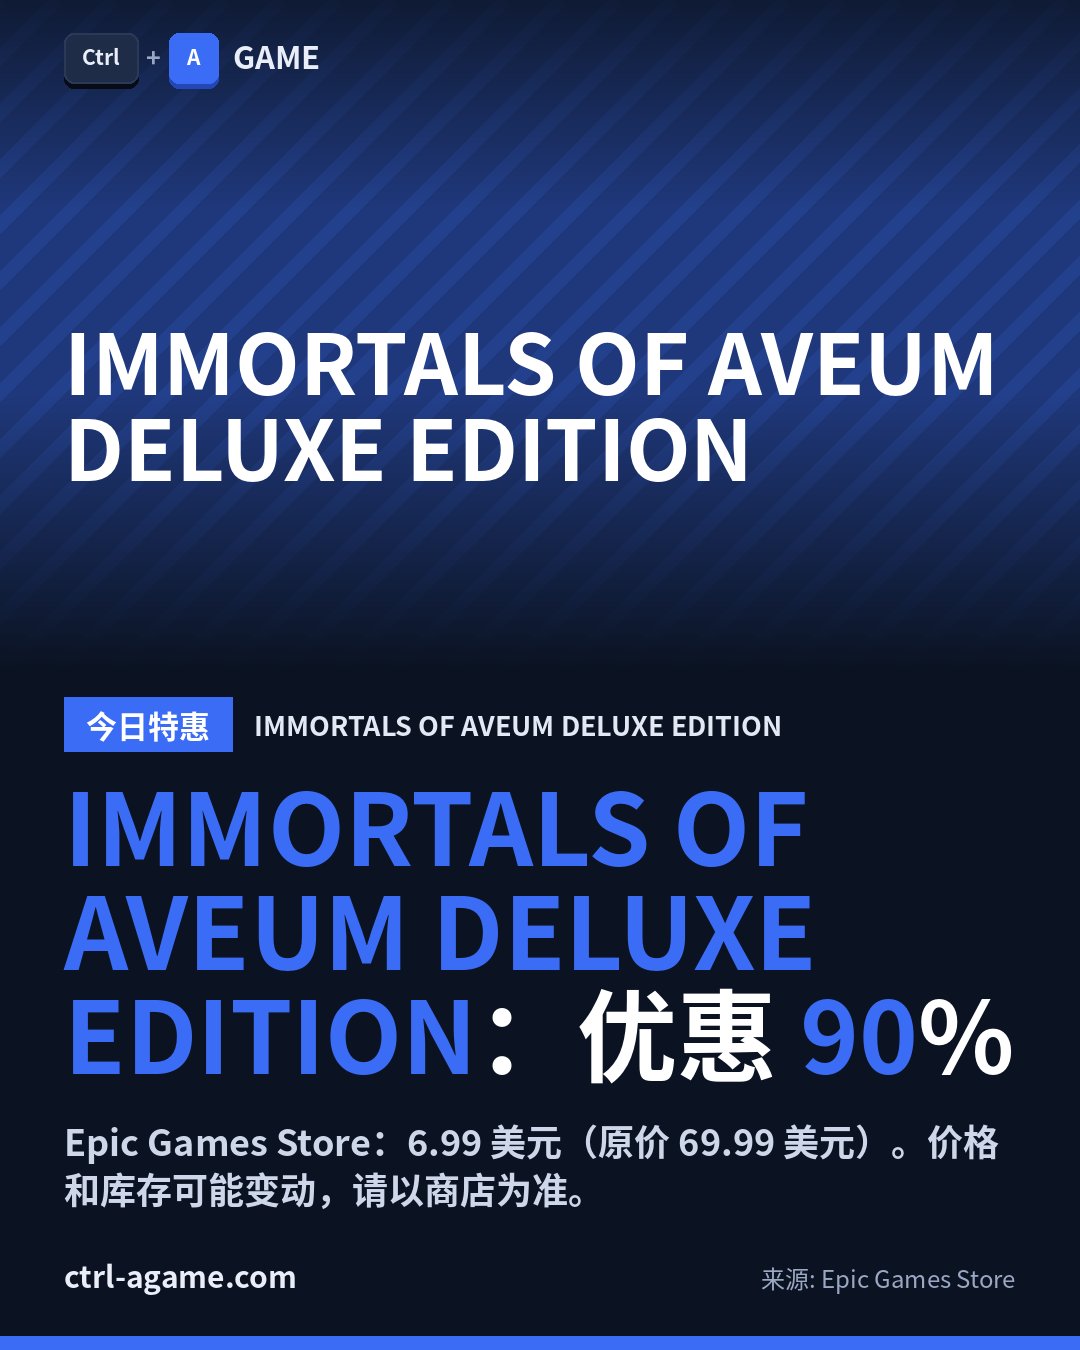 Ctrl + A GAME
IMMORTALS OF AVEUM
DELUXE EDITION
今日特惠 IMMORTALS OF AVEUM DELUXE EDITION
IMMORTALS OF
AVEUM DELUXE
EDITION：优惠 90%
Epic Games Store：6.99 美元（原价 69.99 美元）。价格
和库存可能变动，请以商店为准。
ctrl-agame.com
来源: Epic Games Store